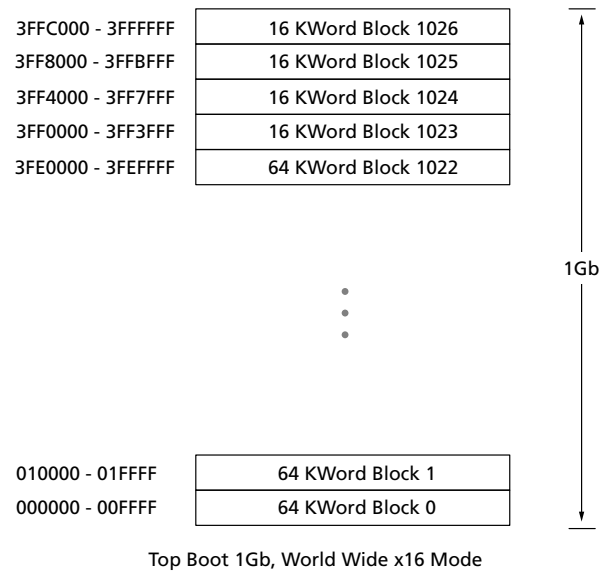 3FFC000 - 3FFFFFF 16 KWord Block 1026
3FF8000 - 3FFBFFF 16 KWord Block 1025
3FF4000 - 3FF7FFF 16 KWord Block 1024
3FF0000 - 3FF3FFF 16 KWord Block 1023
3FE0000 - 3FEFFFF 64 KWord Block 1022
1Gb
010000 - 01FFFF 64 KWord Block 1
000000 - 00FFFF 64 KWord Block 0
Top Boot 1Gb, World Wide x16 Mode